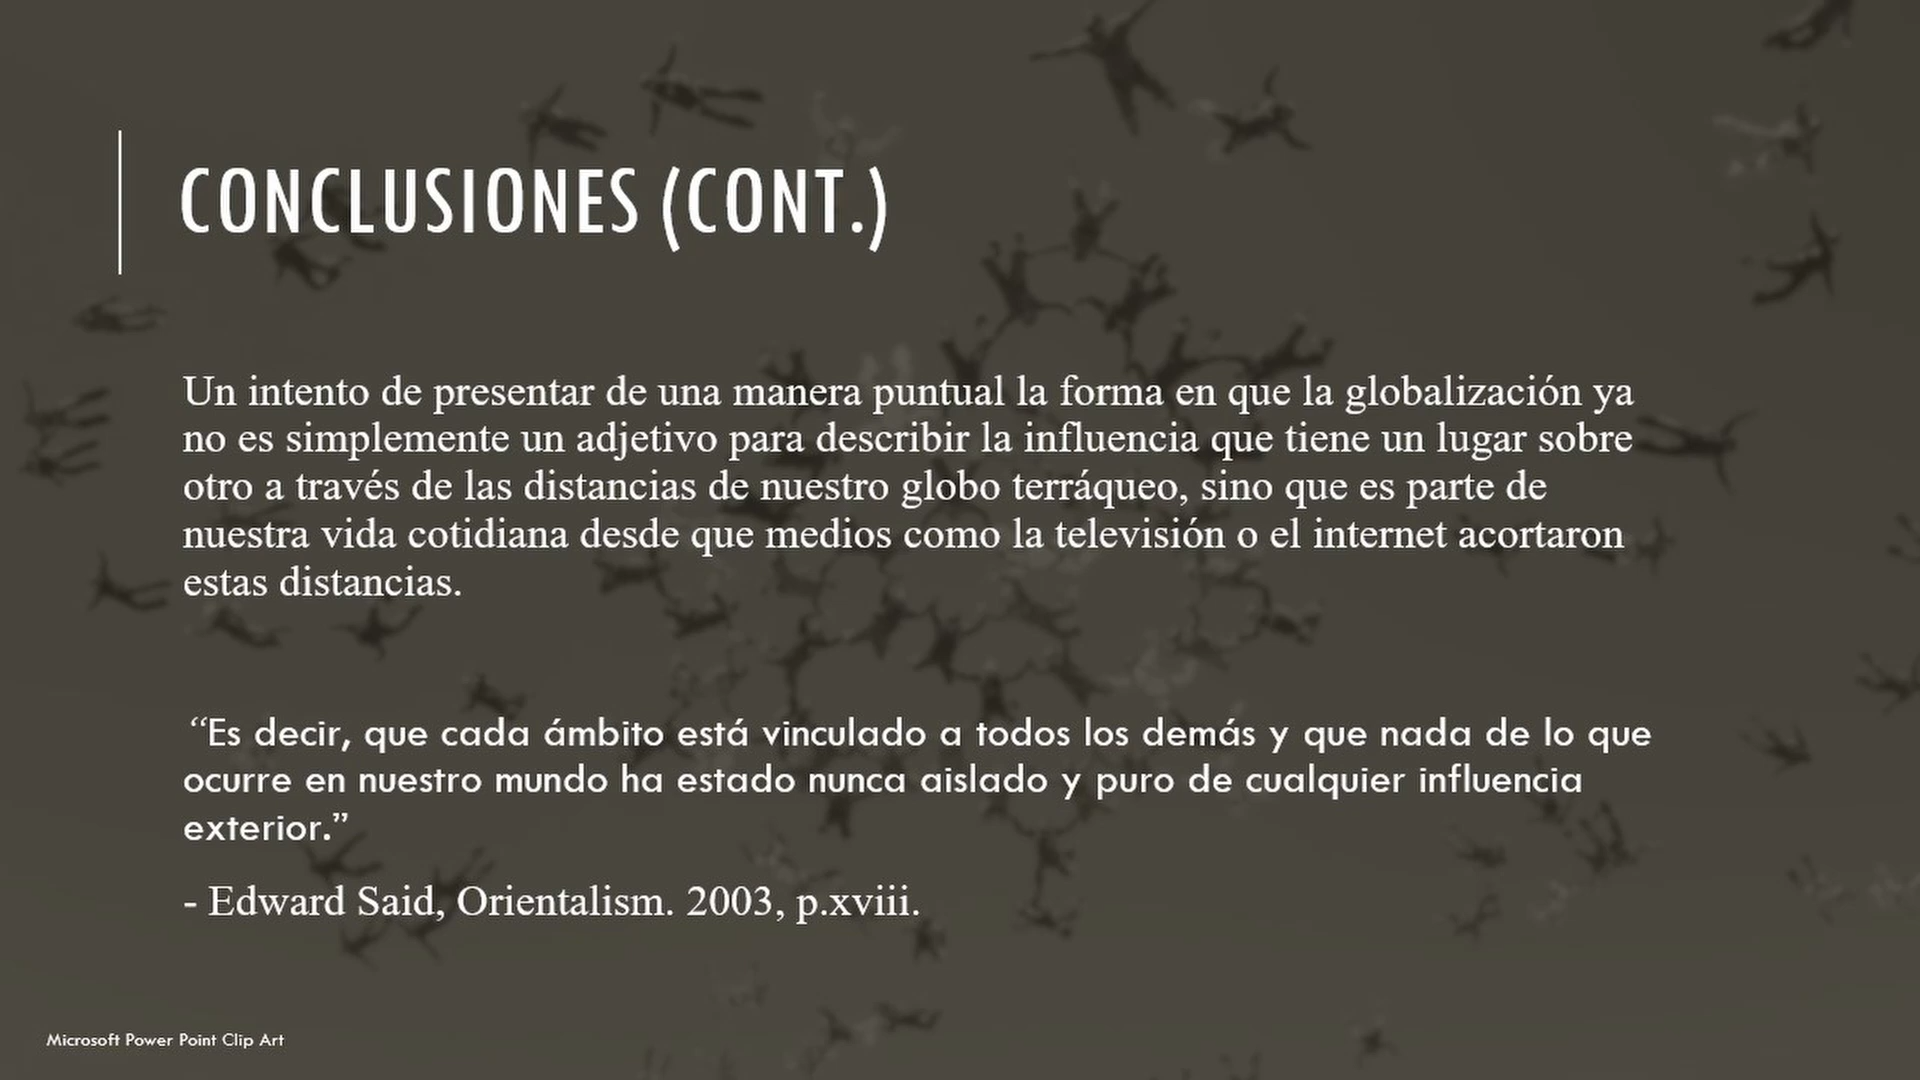 CONCLUSIONES (CONT.)
Un intento de presentar de una manera puntual la forma en que la globalización ya
no es simplemente un adjetivo para describir la influencia que tiene un lugar sobre
otro a través de las distancias de nuestro globo terráqueo, sino que es parte de
nuestra vida cotidiana desde que medios como la televisión o el internet acortaron
estas distancias.
“Es decir, que cada ámbito está vinculado a todos los demás y que nada de lo que
ocurre en nuestro mundo ha estado nunca aislado y puro de cualquier influencia
exterior.”
- Edward Said, Orientalism. 2003, p.xviii.
Microsoft Power Point Clip Art